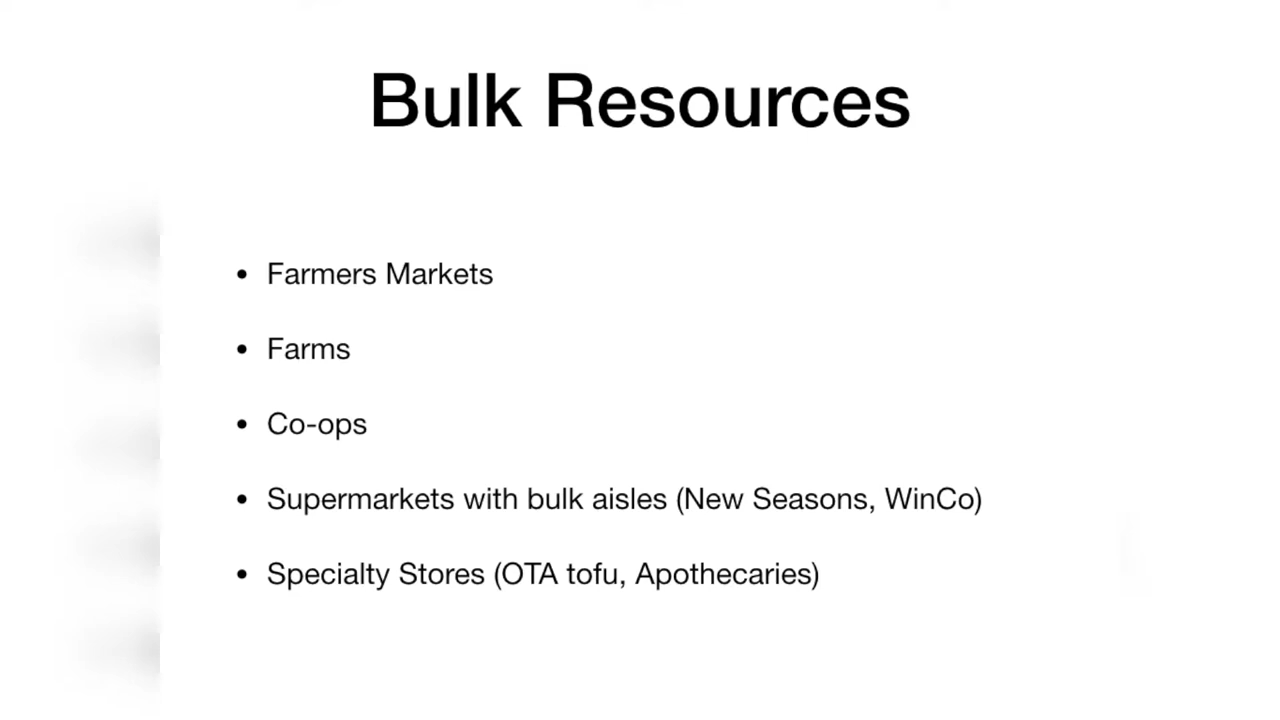 Bulk Resources
• Farmers Markets
• Farms
• Co-ops
• Supermarkets with bulk aisles (New Seasons, WinCo)
• Specialty Stores (OTA tofu, Apothecaries)